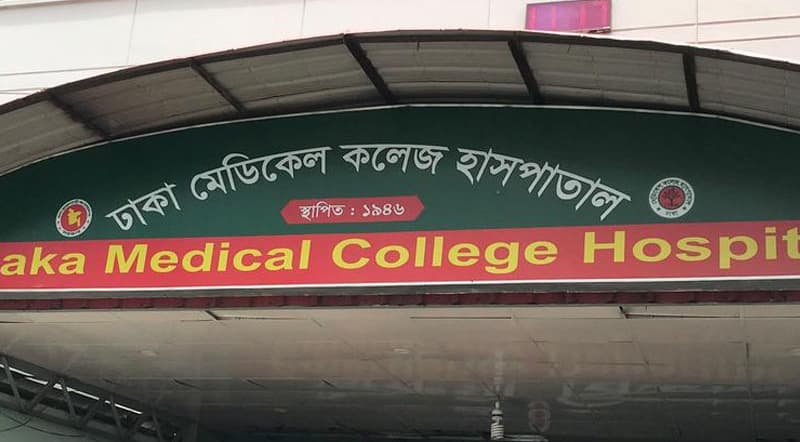 ঢাকা মেডিকেল কলেজ হাসপাতাল
স্থাপিত : ১৯৪৬
aka Medical College Hospit